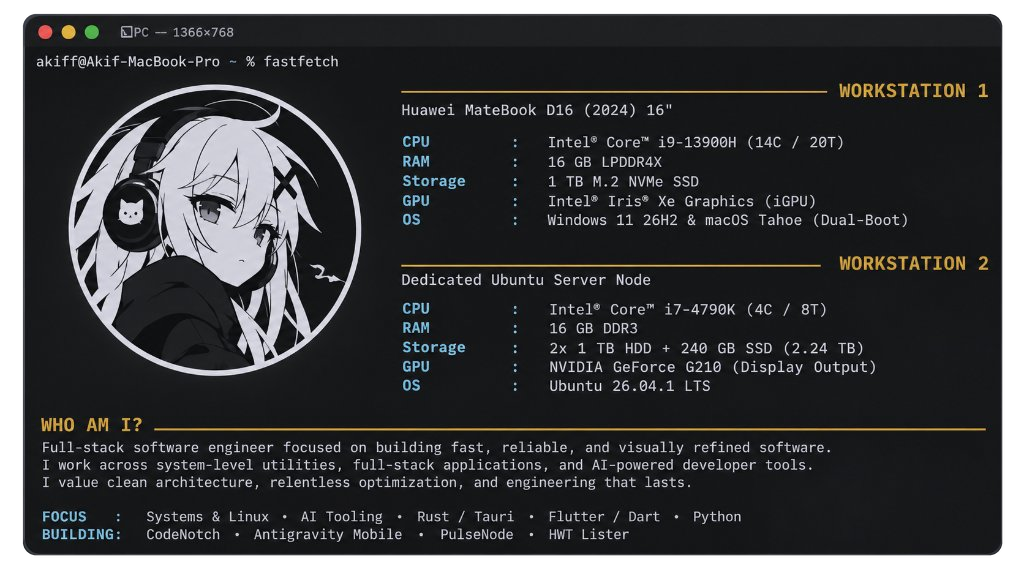 PC — 1366×768
akiff@Akif-MacBook-Pro ~ % fastfetch
WORKSTATION 1
Huawei MateBook D16 (2024) 16"
CPU : Intel® Core™ i9-13900H (14C / 20T)
RAM : 16 GB LPDDR4X
Storage : 1 TB M.2 NVMe SSD
GPU : Intel® Iris® Xe Graphics (iGPU)
OS : Windows 11 26H2 & macOS Tahoe (Dual-Boot)
WORKSTATION 2
Dedicated Ubuntu Server Node
CPU : Intel® Core™ i7-4790K (4C / 8T)
RAM : 16 GB DDR3
Storage : 2x 1 TB HDD + 240 GB SSD (2.24 TB)
GPU : NVIDIA GeForce G210 (Display Output)
OS : Ubuntu 26.04.1 LTS
WHO AM I?
Full-stack software engineer focused on building fast, reliable, and visually refined software.
I work across system-level utilities, full-stack applications, and AI-powered developer tools.
I value clean architecture, relentless optimization, and engineering that lasts.
FOCUS : Systems & Linux • AI Tooling • Rust / Tauri • Flutter / Dart • Python
BUILDING: CodeNotch • Antigravity Mobile • PulseNode • HWT Lister